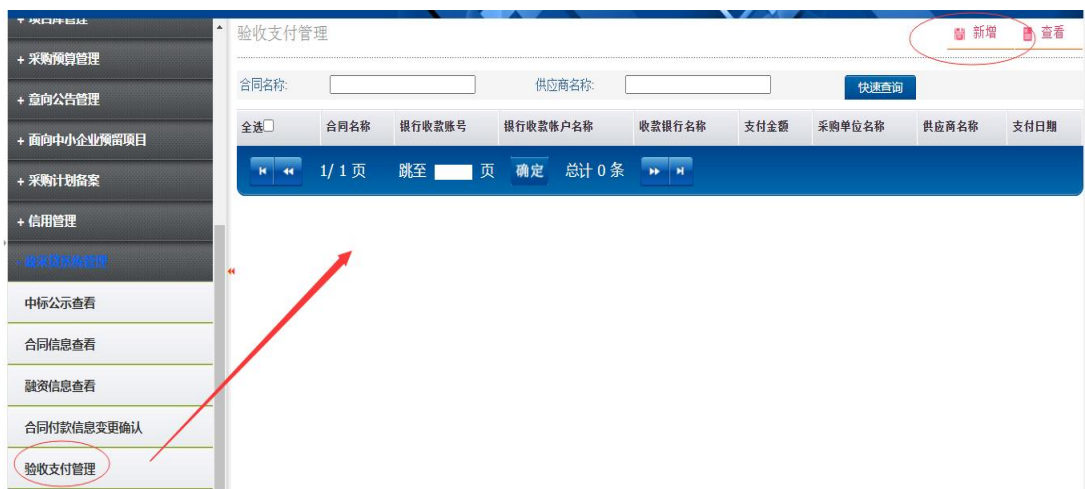 + 项目库管理
+ 采购预算管理
+ 意向公告管理
+ 面向中小企业预留项目
+ 采购计划备案
+ 信用管理
中标公示查看
合同信息查看
融资信息查看
合同付款信息变更确认
验收支付管理
验收支付管理
新增 查看
合同名称: 供应商名称: 快速查询
全选 合同名称 银行收款账号 银行收款帐户名称 收款银行名称 支付金额 采购单位名称 供应商名称 支付日期
1/ 1 页 跳至 页 确定 总计 0 条